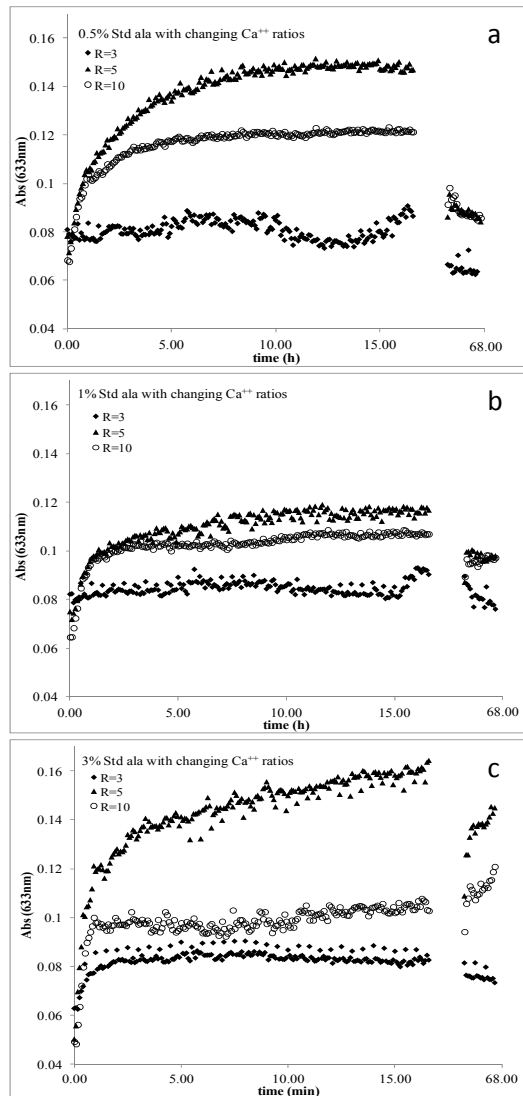 a
0.5% Std ala with changing Ca⁺⁺ ratios
♦ R=3
▲ R=5
○ R=10
Abs (633nm)
0.16
0.14
0.12
0.1
0.08
0.06
0.04
0.00 5.00 10.00 15.00 68.00
time (h)
b
1% Std ala with changing Ca⁺⁺ ratios
♦ R=3
▲ R=5
○ R=10
Abs (633nm)
0.16
0.14
0.12
0.1
0.08
0.06
0.04
0.00 5.00 10.00 15.00 68.00
time (h)
c
3% Std ala with changing Ca⁺⁺ ratios
♦ R=3
▲ R=5
○ R=10
Abs (633nm)
0.16
0.14
0.12
0.1
0.08
0.06
0.04
0.00 5.00 10.00 15.00 68.00
time (min)